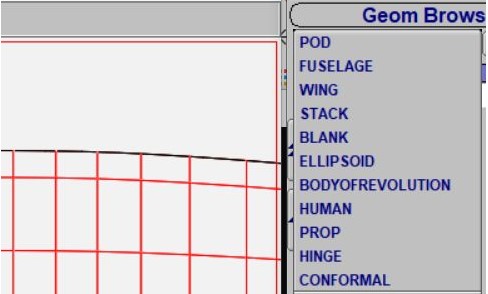 Geom Brows
POD
FUSELAGE
WING
STACK
BLANK
ELLIPSOID
BODYOFREVOLUTION
HUMAN
PROP
HINGE
CONFORMAL